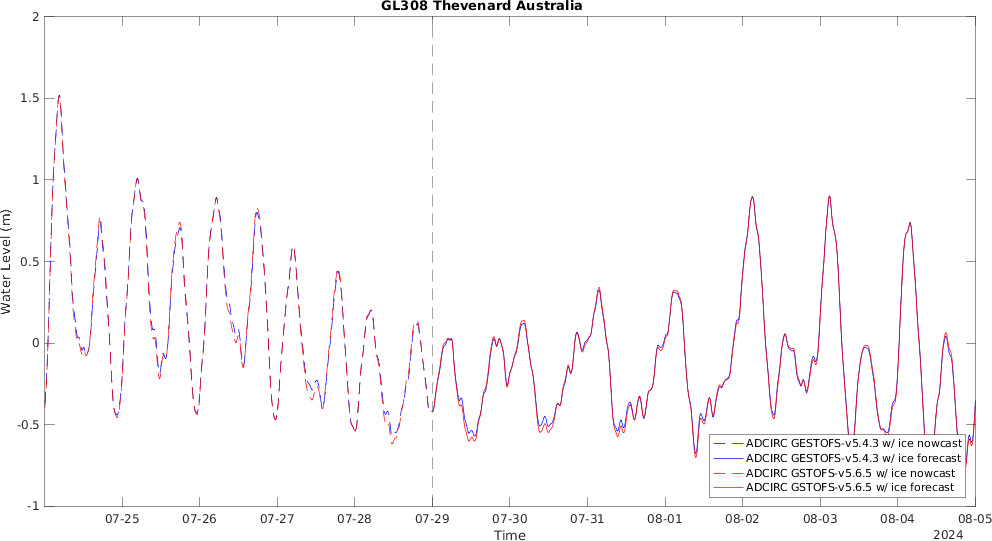 GL308 Thevenard Australia
Water Level (m)
2
1.5
1
0.5
0
-0.5
-1
07-25 07-26 07-27 07-28 07-29 07-30 07-31 08-01 08-02 08-03 08-04 08-05
Time
2024
ADCIRC GESTOFS-v5.4.3 w/ ice nowcast
ADCIRC GESTOFS-v5.4.3 w/ ice forecast
ADCIRC GSTOFS-v5.6.5 w/ ice nowcast
ADCIRC GSTOFS-v5.6.5 w/ ice forecast